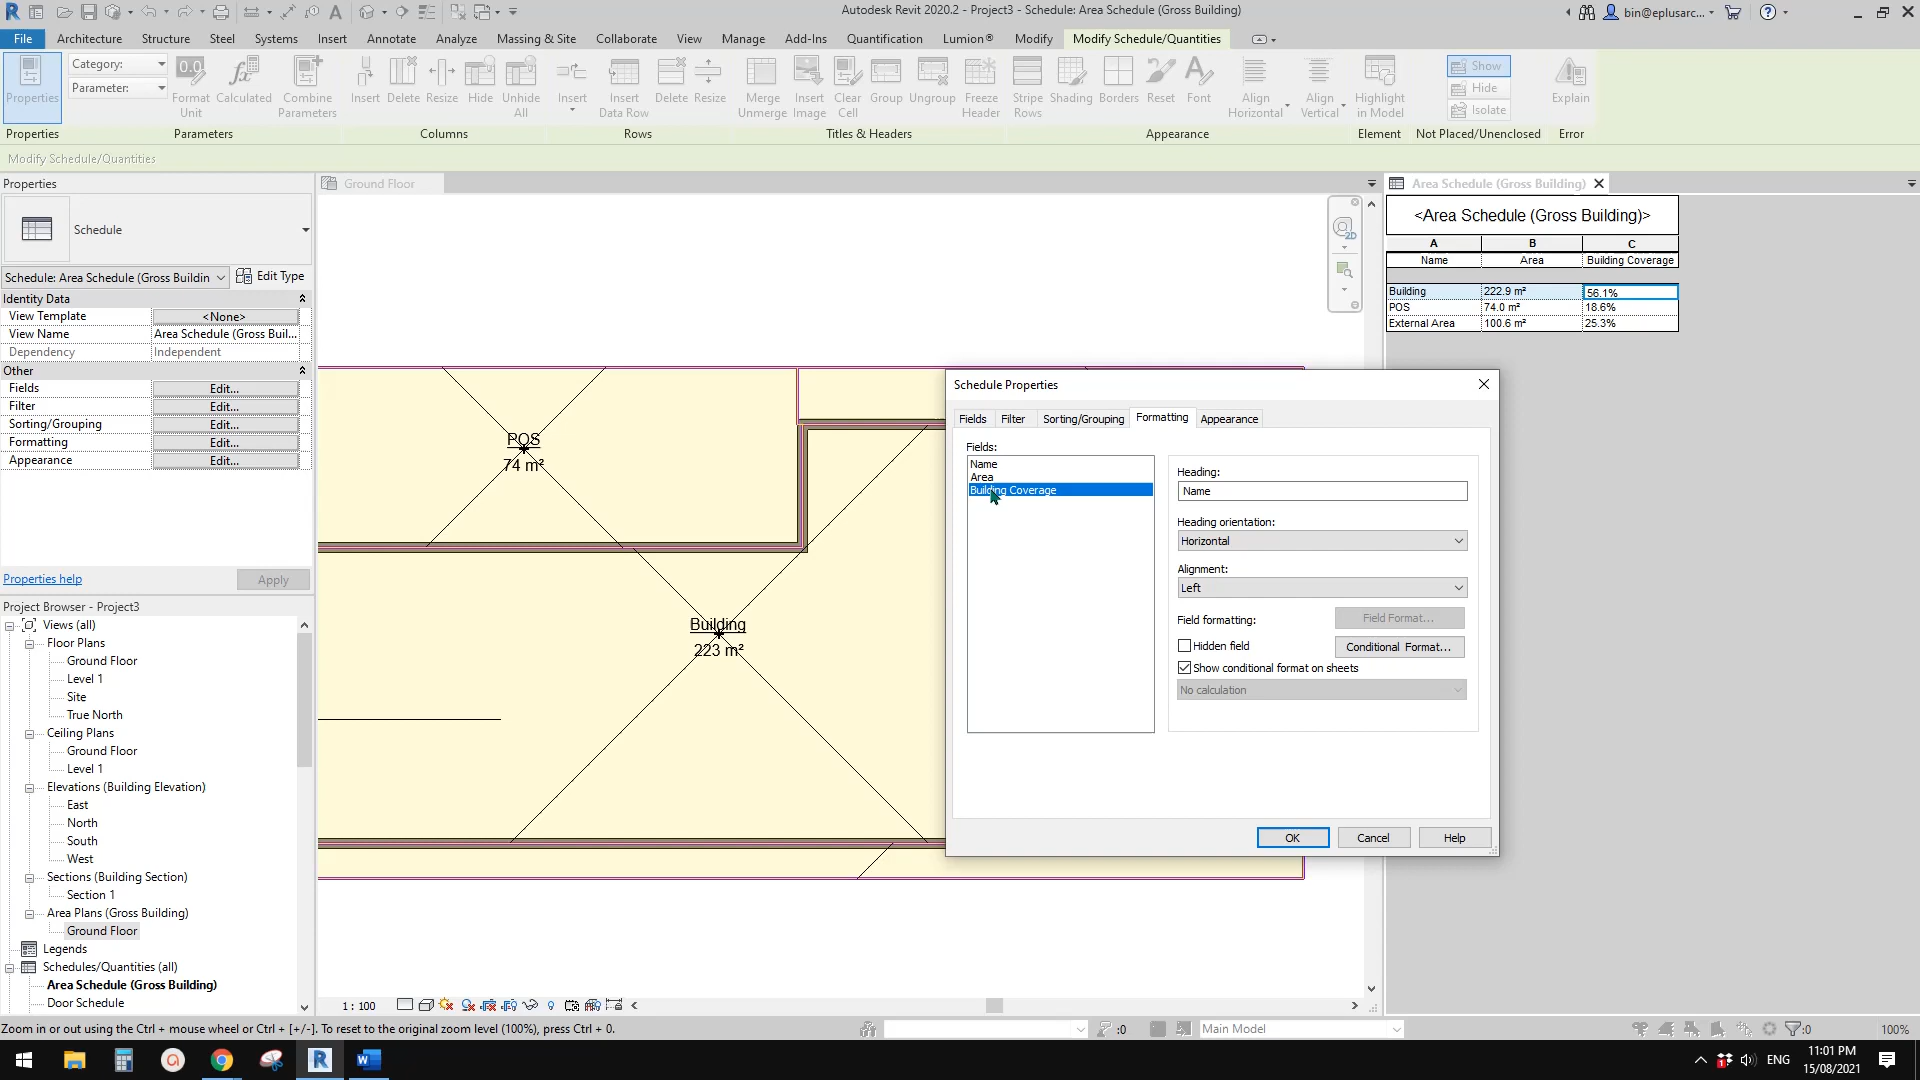 Autodesk Revit 2020.2 - Project3 - Schedule: Area Schedule (Gross Building)
bin@eplusarc...
File Architecture Structure Steel Systems Insert Annotate Analyze Massing & Site Collaborate View Manage Add-Ins Quantification Lumion® Modify Modify Schedule/Quantities
Properties
Category:
Parameter:
Format Unit
Calculated
Combine Parameters
Insert
Delete
Resize
Hide
Unhide All
Insert
Insert Data Row
Delete
Resize
Merge Unmerge
Insert Image
Clear Cell
Group
Ungroup
Freeze Header
Stripe Rows
Shading
Borders
Reset
Font
Align Horizontal
Align Vertical
Highlight in Model
Show
Hide
Isolate
Explain
Properties Parameters Columns Rows Titles & Headers Appearance Element Not Placed/Unenclosed Error
Modify Schedule/Quantities
Properties
Schedule
Schedule: Area Schedule (Gross Buildin
Edit Type
Identity Data
View Template <None>
View Name Area Schedule (Gross Buil...
Dependency Independent
Other
Fields Edit...
Filter Edit...
Sorting/Grouping Edit...
Formatting Edit...
Appearance Edit...
Properties help
Apply
Project Browser - Project3
Views (all)
Floor Plans
Ground Floor
Level 1
Site
True North
Ceiling Plans
Ground Floor
Level 1
Elevations (Building Elevation)
East
North
South
West
Sections (Building Section)
Section 1
Area Plans (Gross Building)
Ground Floor
Legends
Schedules/Quantities (all)
Area Schedule (Gross Building)
Door Schedule
Ground Floor
2D
POS
74 m²
Building
223 m²
1 : 100
Area Schedule (Gross Building)
<Area Schedule (Gross Building)>
A B C
Name Area Building Coverage
Building 222.9 m² 56.1%
POS 74.0 m² 18.6%
External Area 100.6 m² 25.3%
Schedule Properties
Fields Filter Sorting/Grouping Formatting Appearance
Fields:
Name
Area
Building Coverage
Heading:
Name
Heading orientation:
Horizontal
Alignment:
Left
Field formatting:
Field Format...
Hidden field
Conditional Format...
Show conditional format on sheets
No calculation
OK Cancel Help
Zoom in or out using the Ctrl + mouse wheel or Ctrl + [+/-]. To reset to the original zoom level (100%), press Ctrl + 0.
:0
Main Model
:0
100%
ENG
11:01 PM
15/08/2021